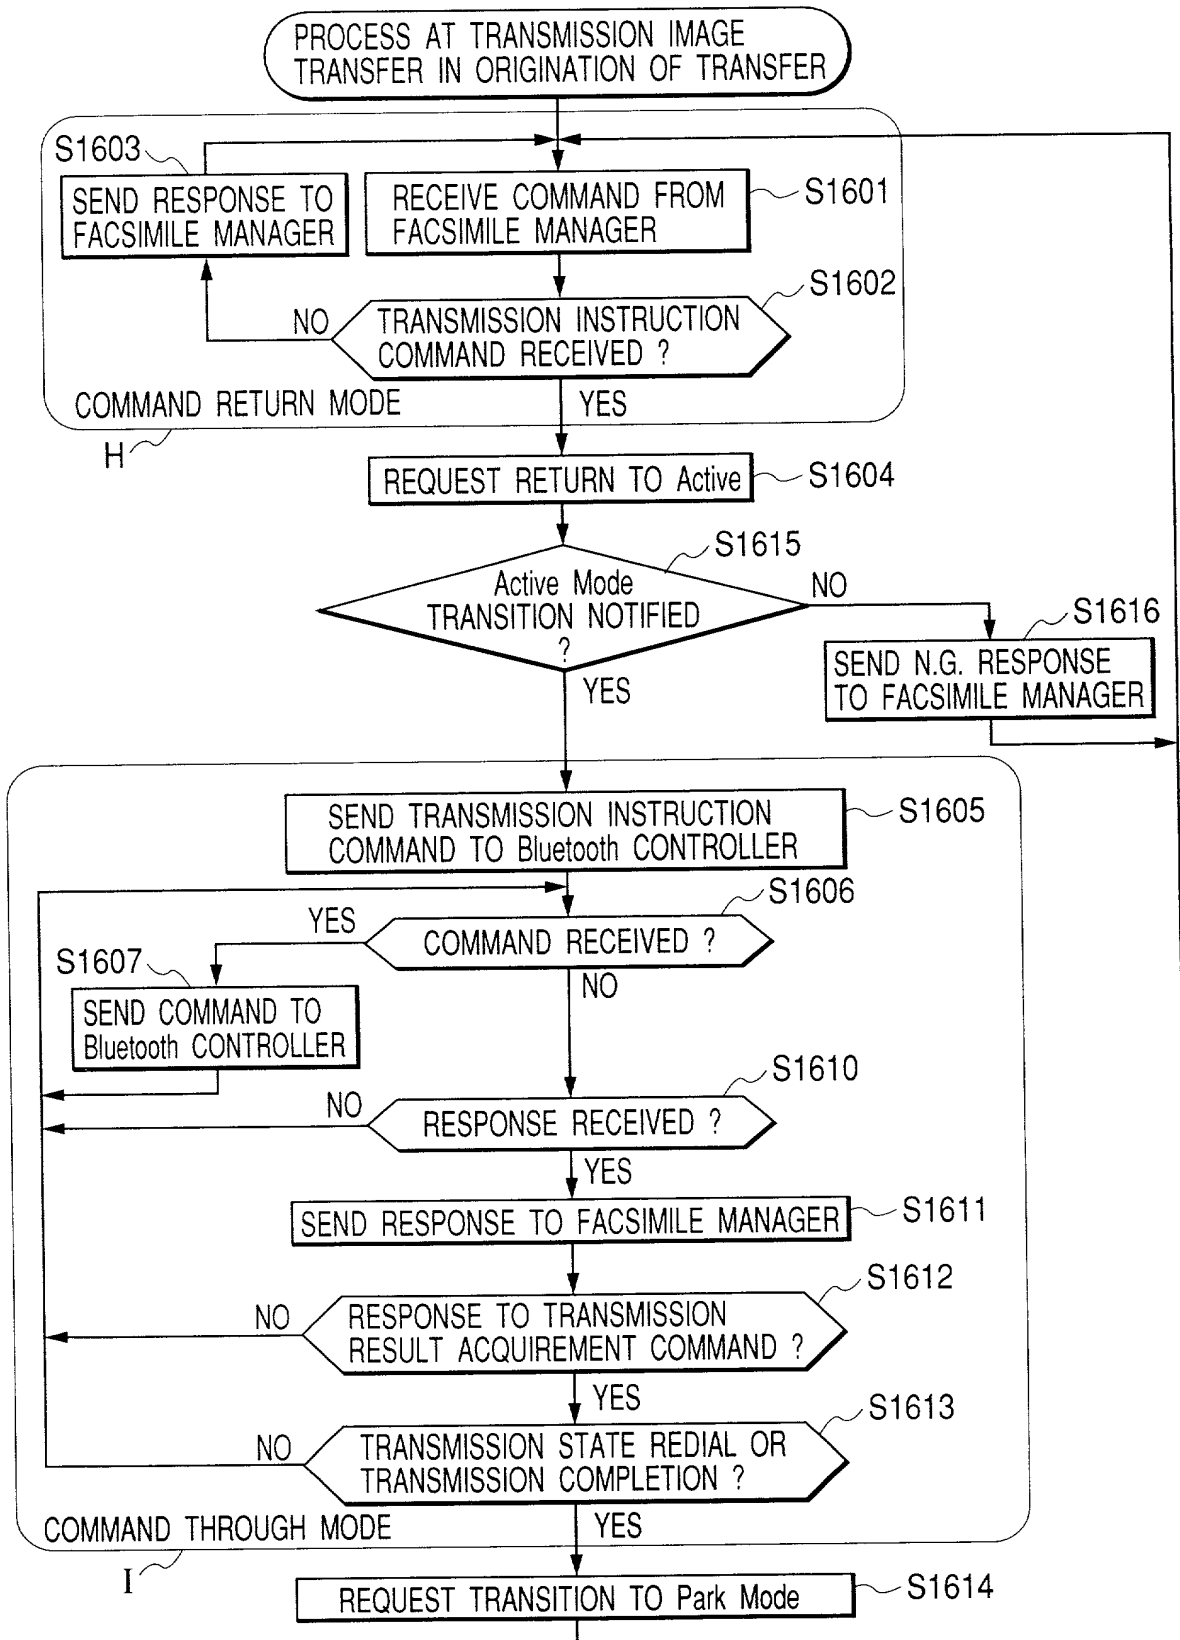 PROCESS AT TRANSMISSION IMAGE
TRANSFER IN ORIGINATION OF TRANSFER
S1603
SEND RESPONSE TO
FACSIMILE MANAGER
RECEIVE COMMAND FROM
FACSIMILE MANAGER
S1601
S1602
NO
TRANSMISSION INSTRUCTION
COMMAND RECEIVED ?
COMMAND RETURN MODE
YES
H
REQUEST RETURN TO Active
S1604
S1615
Active Mode
TRANSITION NOTIFIED
?
NO
S1616
SEND N.G. RESPONSE
TO FACSIMILE MANAGER
YES
SEND TRANSMISSION INSTRUCTION
COMMAND TO Bluetooth CONTROLLER
S1605
S1606
YES
COMMAND RECEIVED ?
S1607
NO
SEND COMMAND TO
Bluetooth CONTROLLER
S1610
NO
RESPONSE RECEIVED ?
YES
SEND RESPONSE TO FACSIMILE MANAGER
S1611
S1612
NO
RESPONSE TO TRANSMISSION
RESULT ACQUIREMENT COMMAND ?
YES
S1613
NO
TRANSMISSION STATE REDIAL OR
TRANSMISSION COMPLETION ?
COMMAND THROUGH MODE
YES
I
REQUEST TRANSITION TO Park Mode
S1614